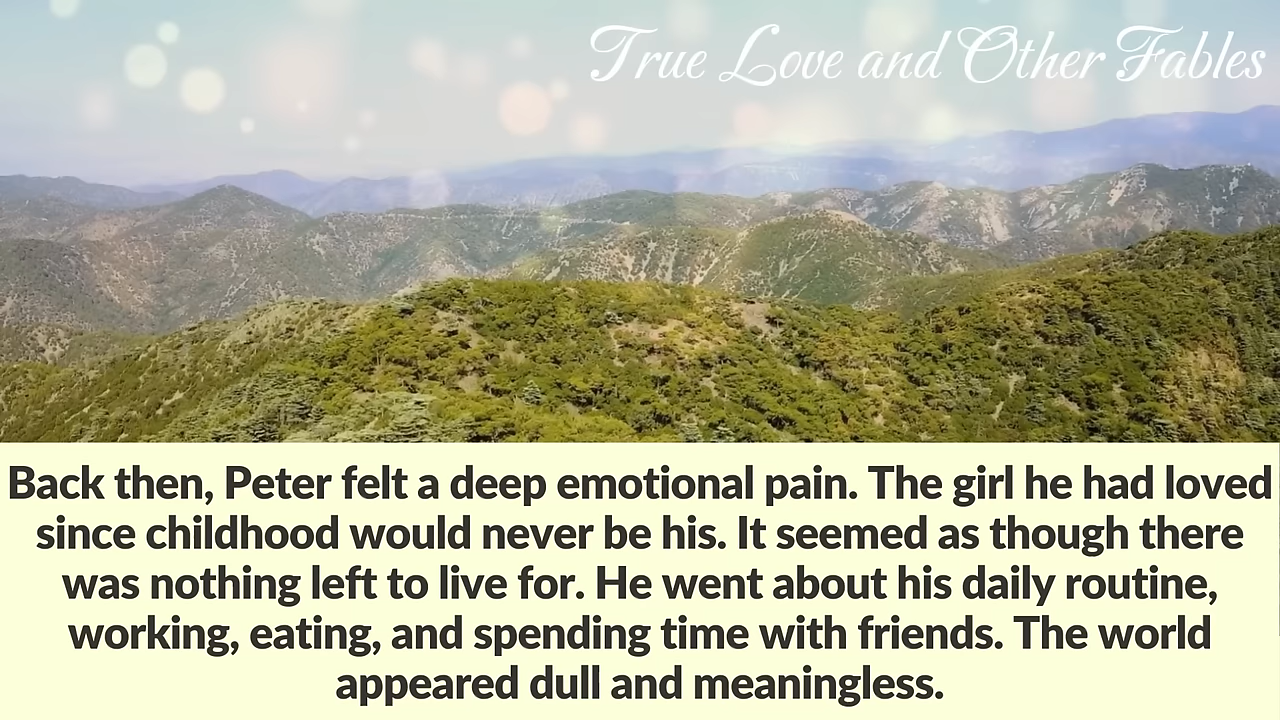 True Love and Other Fables
Back then, Peter felt a deep emotional pain. The girl he had loved
since childhood would never be his. It seemed as though there
was nothing left to live for. He went about his daily routine,
working, eating, and spending time with friends. The world
appeared dull and meaningless.